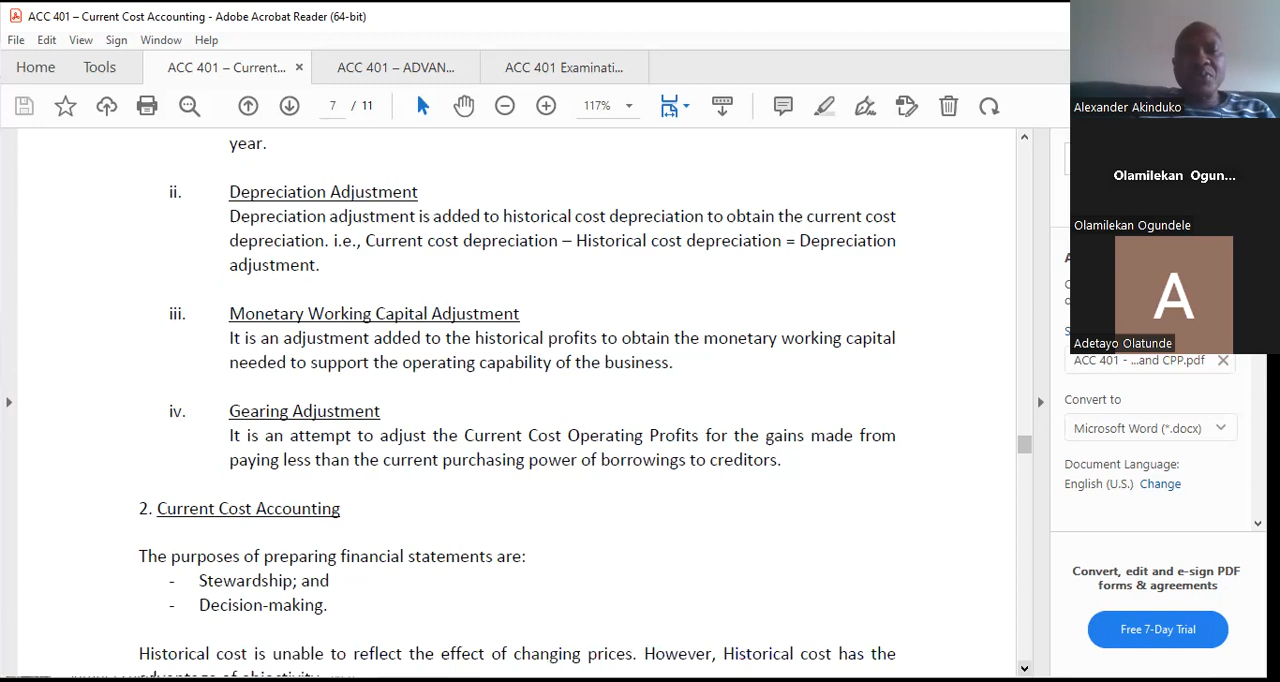 ACC 401 – Current Cost Accounting - Adobe Acrobat Reader (64-bit)
File Edit View Sign Window Help
Home Tools ACC 401 – Current... × ACC 401 – ADVAN... ACC 401 Examinati...
7 / 11 117%
year.
ii. Depreciation Adjustment
Depreciation adjustment is added to historical cost depreciation to obtain the current cost
depreciation. i.e., Current cost depreciation – Historical cost depreciation = Depreciation
adjustment.
iii. Monetary Working Capital Adjustment
It is an adjustment added to the historical profits to obtain the monetary working capital
needed to support the operating capability of the business.
iv. Gearing Adjustment
It is an attempt to adjust the Current Cost Operating Profits for the gains made from
paying less than the current purchasing power of borrowings to creditors.
2. Current Cost Accounting
The purposes of preparing financial statements are:
- Stewardship; and
- Decision-making.
Historical cost is unable to reflect the effect of changing prices. However, Historical cost has the
Alexander Akinduko
Olamilekan Ogun...
Olamilekan Ogundele
A
Adetayo Olatunde
ACC 401 - ...and CPP.pdf
Convert to
Microsoft Word (*.docx)
Document Language:
English (U.S.) Change
Convert, edit and e-sign PDF
forms & agreements
Free 7-Day Trial